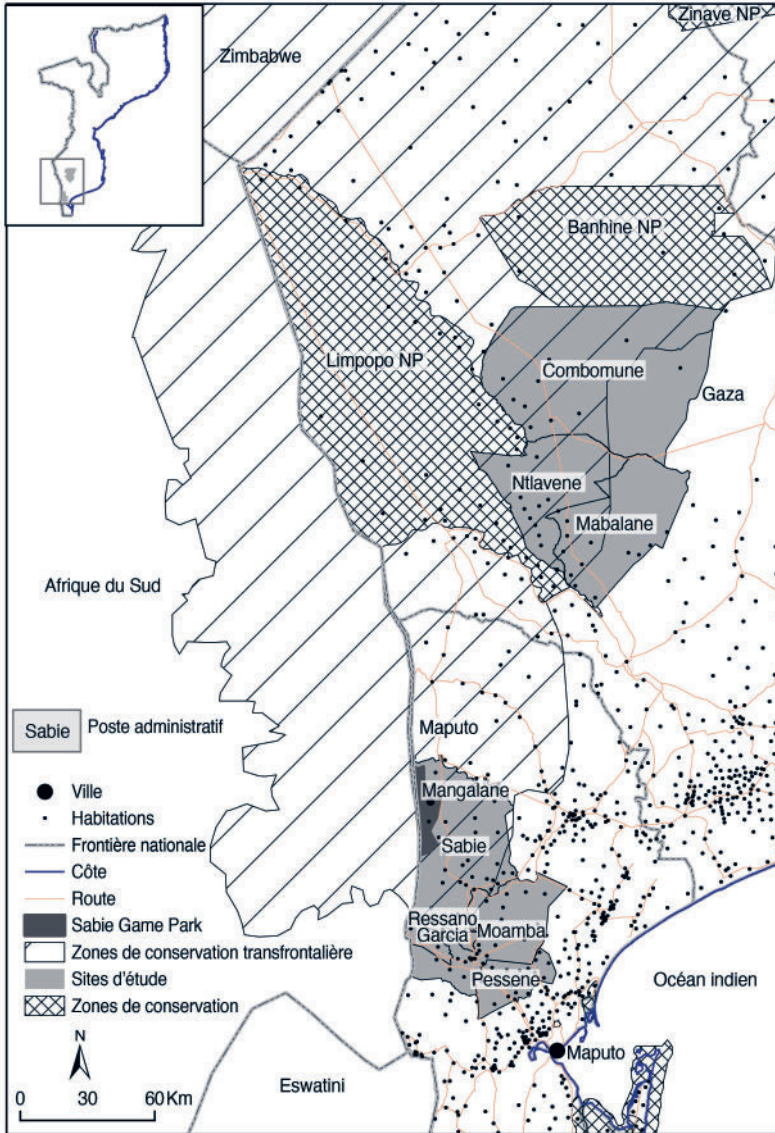 Zinave NP
Zimbabwe
Banhine NP
Limpopo NP
Combomune
Gaza
Ntlavene
Mabalane
Afrique du Sud
Sabie
Poste administratif
Maputo
Mangalane
Sabie
Ressano
Garcia
Moamba
Pessene
Ville
Habitations
Frontière nationale
Côte
Route
Sabie Game Park
Zones de conservation transfrontalière
Sites d'étude
Zones de conservation
Océan indien
Maputo
Eswatini
N
0 30 60 Km